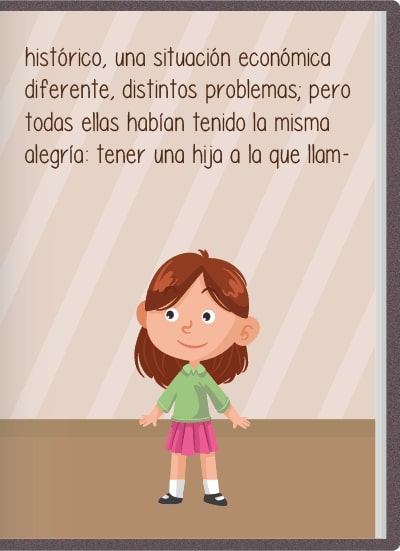 histórico, una situación económica
diferente, distintos problemas; pero
todas ellas habían tenido la misma
alegría: tener una hija a la que llam-